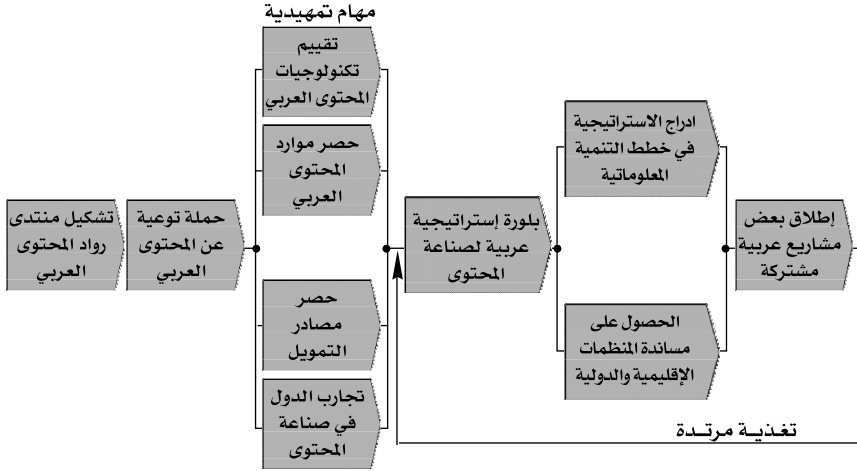 مهام تمهيدية
تشكيل منتدى
رواد المحتوى
العربي
حملة توعية
عن المحتوى
العربي
تقييم
تكنولوجيات
المحتوى العربي
حصر موارد
المحتوى
العربي
حصر
مصادر
التمويل
تجارب الدول
في صناعة
المحتوى
بلورة إستراتيجية
عربية لصناعة
المحتوى
ادراج الاستراتيجية
في خطط التنمية
المعلوماتية
الحصول على
مساندة المنظمات
الإقليمية والدولية
إطلاق بعض
مشاريع عربية
مشتركة
تغذية مرتدة